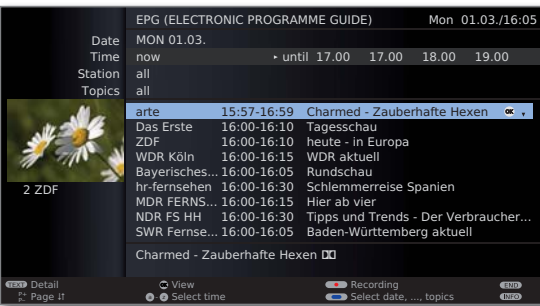 EPG (ELECTRONIC PROGRAMME GUIDE) Mon 01.03./16:05
Date MON 01.03.
Time now ▸ until 17.00 17.00 18.00 19.00
Station all
Topics all
arte 15:57-16:59 Charmed - Zauberhafte Hexen OK
Das Erste 16:00-16:10 Tagesschau
ZDF 16:00-16:10 heute - in Europa
WDR Köln 16:00-16:15 WDR aktuell
Bayerisches... 16:00-16:05 Rundschau
hr-fernsehen 16:00-16:30 Schlemmerreise Spanien
MDR FERNS... 16:00-16:15 Hier ab vier
NDR FS HH 16:00-16:30 Tipps und Trends - Der Verbraucher...
SWR Fernse... 16:00-16:05 Baden-Württemberg aktuell
2 ZDF
Charmed - Zauberhafte Hexen
TEXT Detail OK View Recording END
P+ P- Page ↓↑ 0-9 Select time Select date, ..., topics INFO